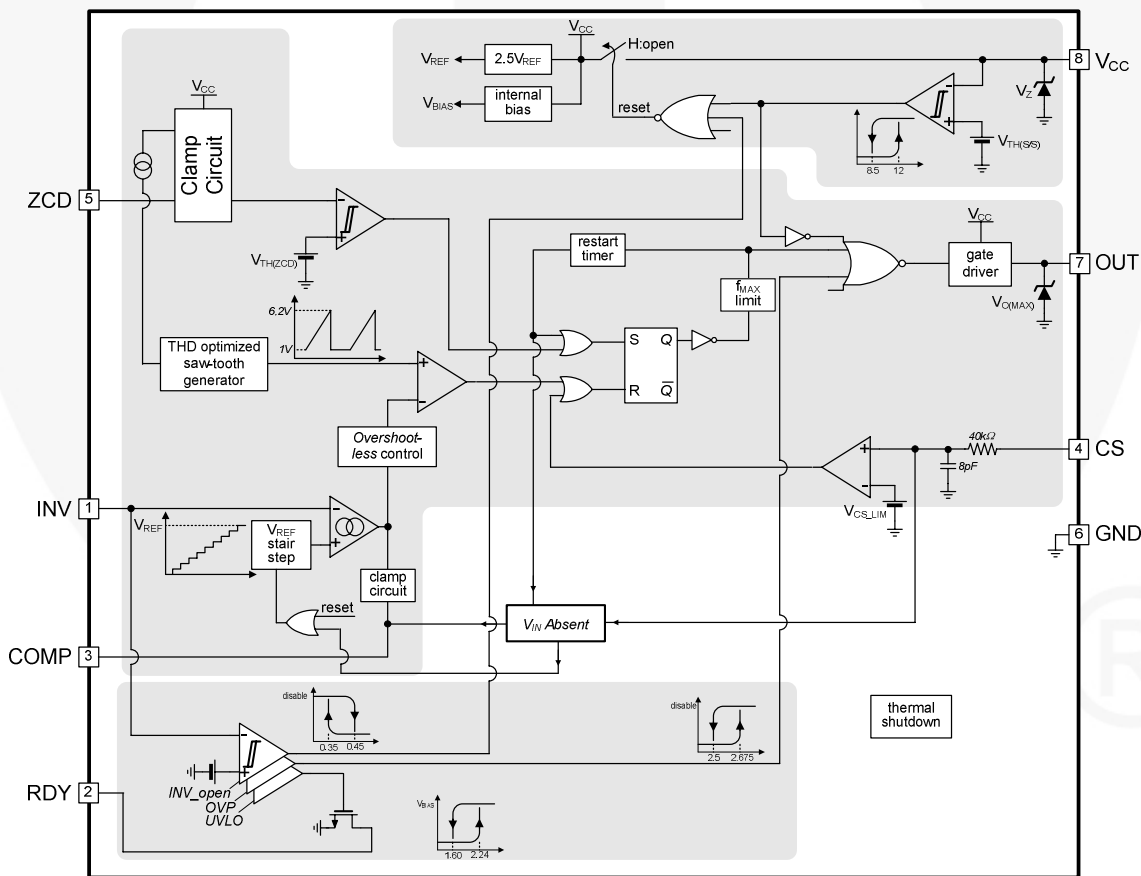 VCC
H:open
VREF
2.5VREF
8
VCC
VBIAS
internal
bias
reset
VZ
VTH(S/S)
8.5
12
VCC
Clamp
Circuit
ZCD
5
VTH(ZCD)
restart
timer
VCC
gate
driver
7
OUT
VO(MAX)
fMAX
limit
6.2V
1V
THD optimized
saw-tooth
generator
S
Q
R
Q
Overshoot-
less control
40kΩ
8pF
4
CS
VCS_LIM
INV
1
VREF
VREF
stair
step
clamp
circuit
6
GND
reset
VIN Absent
COMP
3
disable
0.35
0.45
disable
2.5
2.675
thermal
shutdown
RDY
2
INV_open
OVP
UVLO
VBIAS
1.60
2.24
R